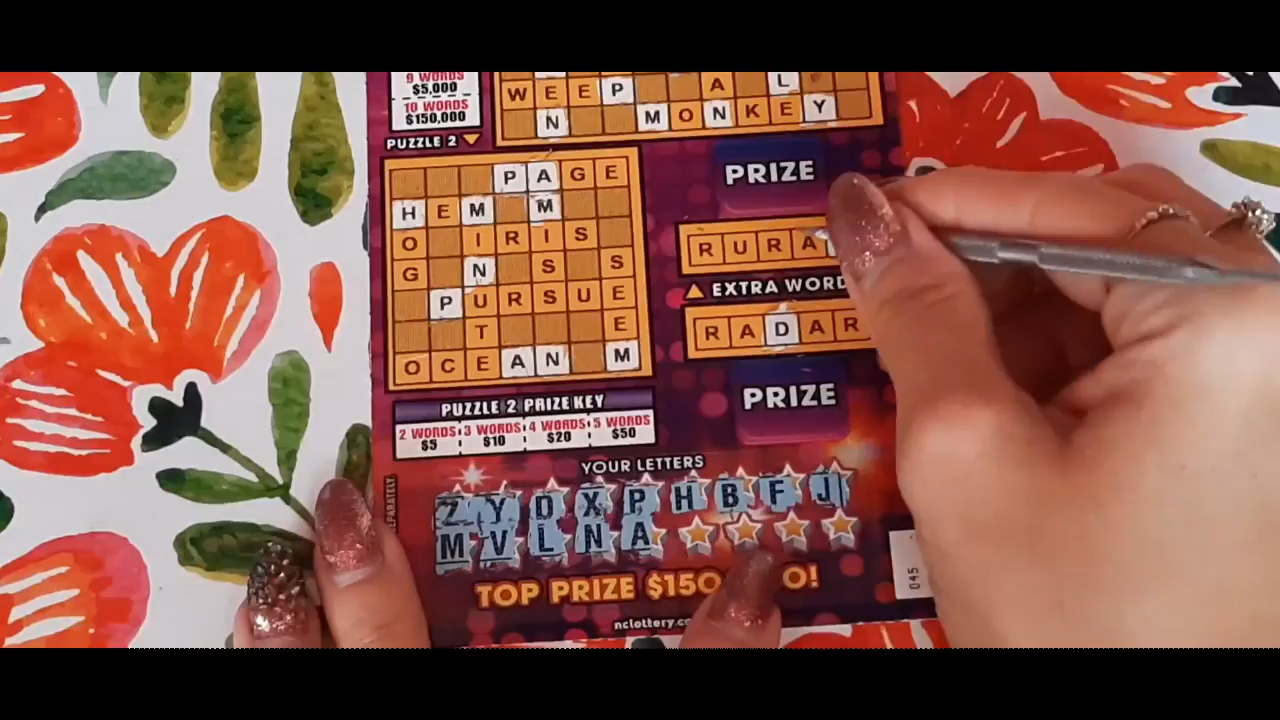 9 WORDS
$5,000
10 WORDS
$150,000
PUZZLE 2
L
W E E P A
N M O N K E Y
P A G E
H E M M
O I R I S
G N S S
P U R S U E E
T E
O C E A N M
PUZZLE 2 PRIZE KEY
2 WORDS 3 WORDS 4 WORDS 5 WORDS
$5 $10 $20 $50
PRIZE
R U R A
EXTRA WORD
R A D A R
PRIZE
YOUR LETTERS
Z Y D X P H B F J
M V L N A
TOP PRIZE $150 O!
nclottery.co
045